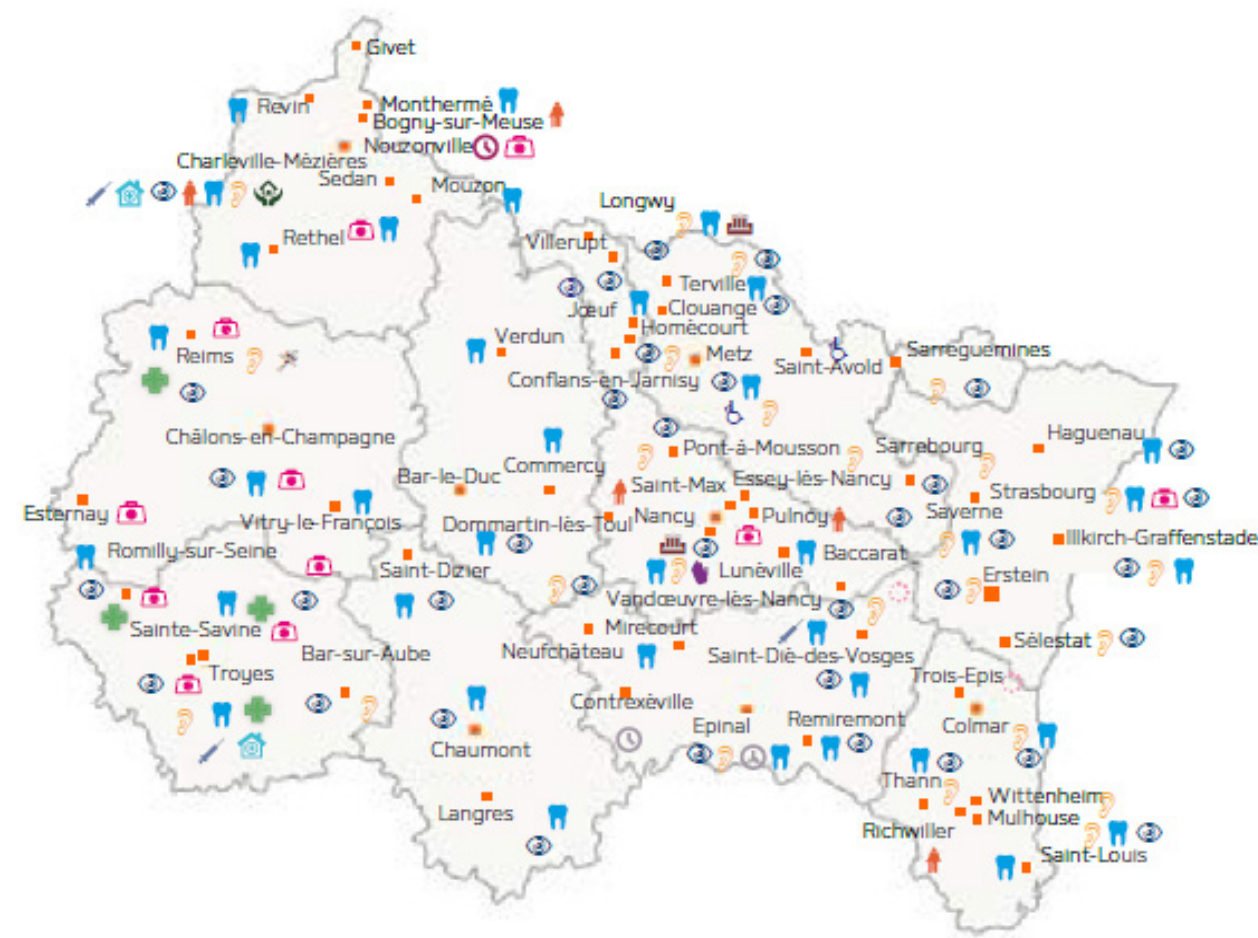 Givet
Revin
Monthermé
Bogny-sur-Meuse
Nouzonville
Charleville-Mézières
Sedan
Mouzon
Longwy
Rethel
Villerupt
Terville
Jœuf
Clouange
Homécourt
Verdun
Reims
Metz
Saint-Avold
Sarreguemines
Conflans-en-Jarnisy
Châlons-en-Champagne
Haguenau
Pont-à-Mousson
Sarrebourg
Commercy
Bar-le-Duc
Essey-lès-Nancy
Saint-Max
Strasbourg
Esternay
Vitry-le-François
Dommartin-lès-Toul
Nancy
Pulnoy
Saverne
Illkirch-Graffenstade
Romilly-sur-Seine
Baccarat
Saint-Dizier
Lunéville
Erstein
Vandœuvre-lès-Nancy
Sainte-Savine
Mirecourt
Sélestat
Bar-sur-Aube
Neufchâteau
Saint-Dié-des-Vosges
Troyes
Trois-Epis
Contrexéville
Epinal
Remiremont
Colmar
Chaumont
Thann
Wittenheim
Langres
Mulhouse
Richwiller
Saint-Louis